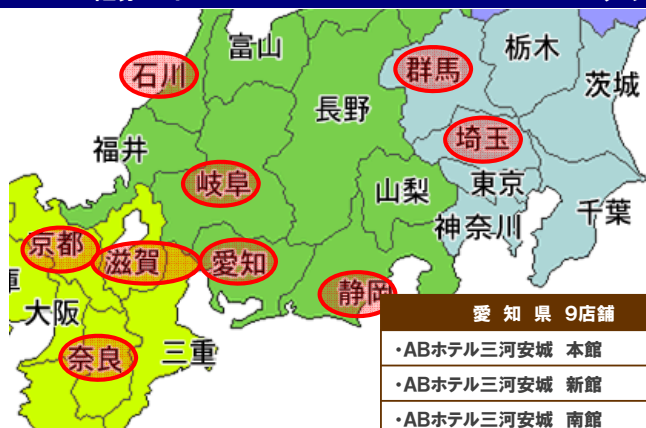 富山
栃木
石川
群馬
茨城
長野
福井
埼玉
岐阜
山梨
東京
千葉
神奈川
京都
滋賀
愛知
静岡
大阪
奈良
三重
愛 知 県 9店舗
・ABホテル三河安城 本館
・ABホテル三河安城 新館
・ABホテル三河安城 南館